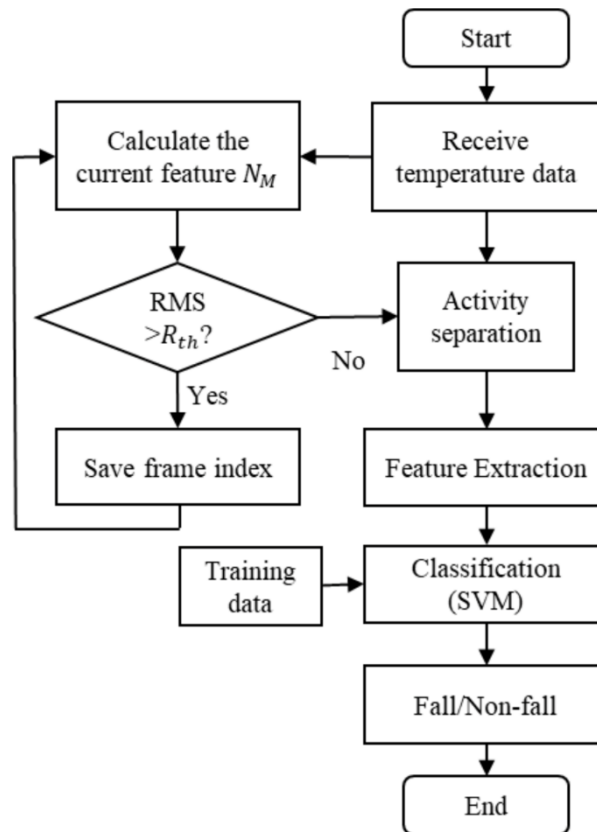 Start
Calculate the
current feature N_M
Receive
temperature data
RMS
>R_th?
Activity
separation
No
Yes
Save frame index
Feature Extraction
Training
data
Classification
(SVM)
Fall/Non-fall
End